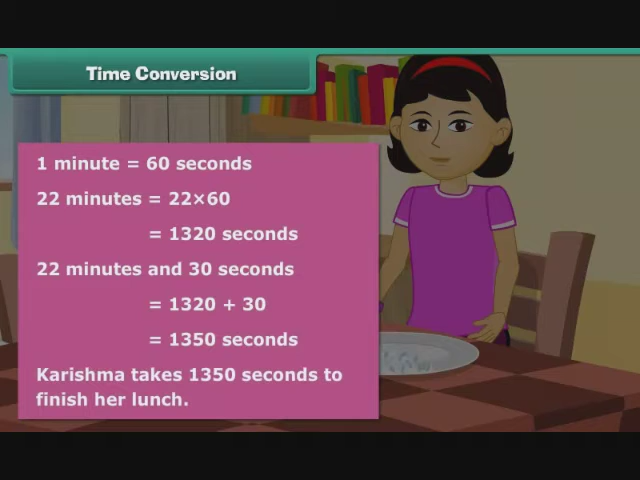 Time Conversion
1 minute = 60 seconds
22 minutes = 22×60
= 1320 seconds
22 minutes and 30 seconds
= 1320 + 30
= 1350 seconds
Karishma takes 1350 seconds to
finish her lunch.